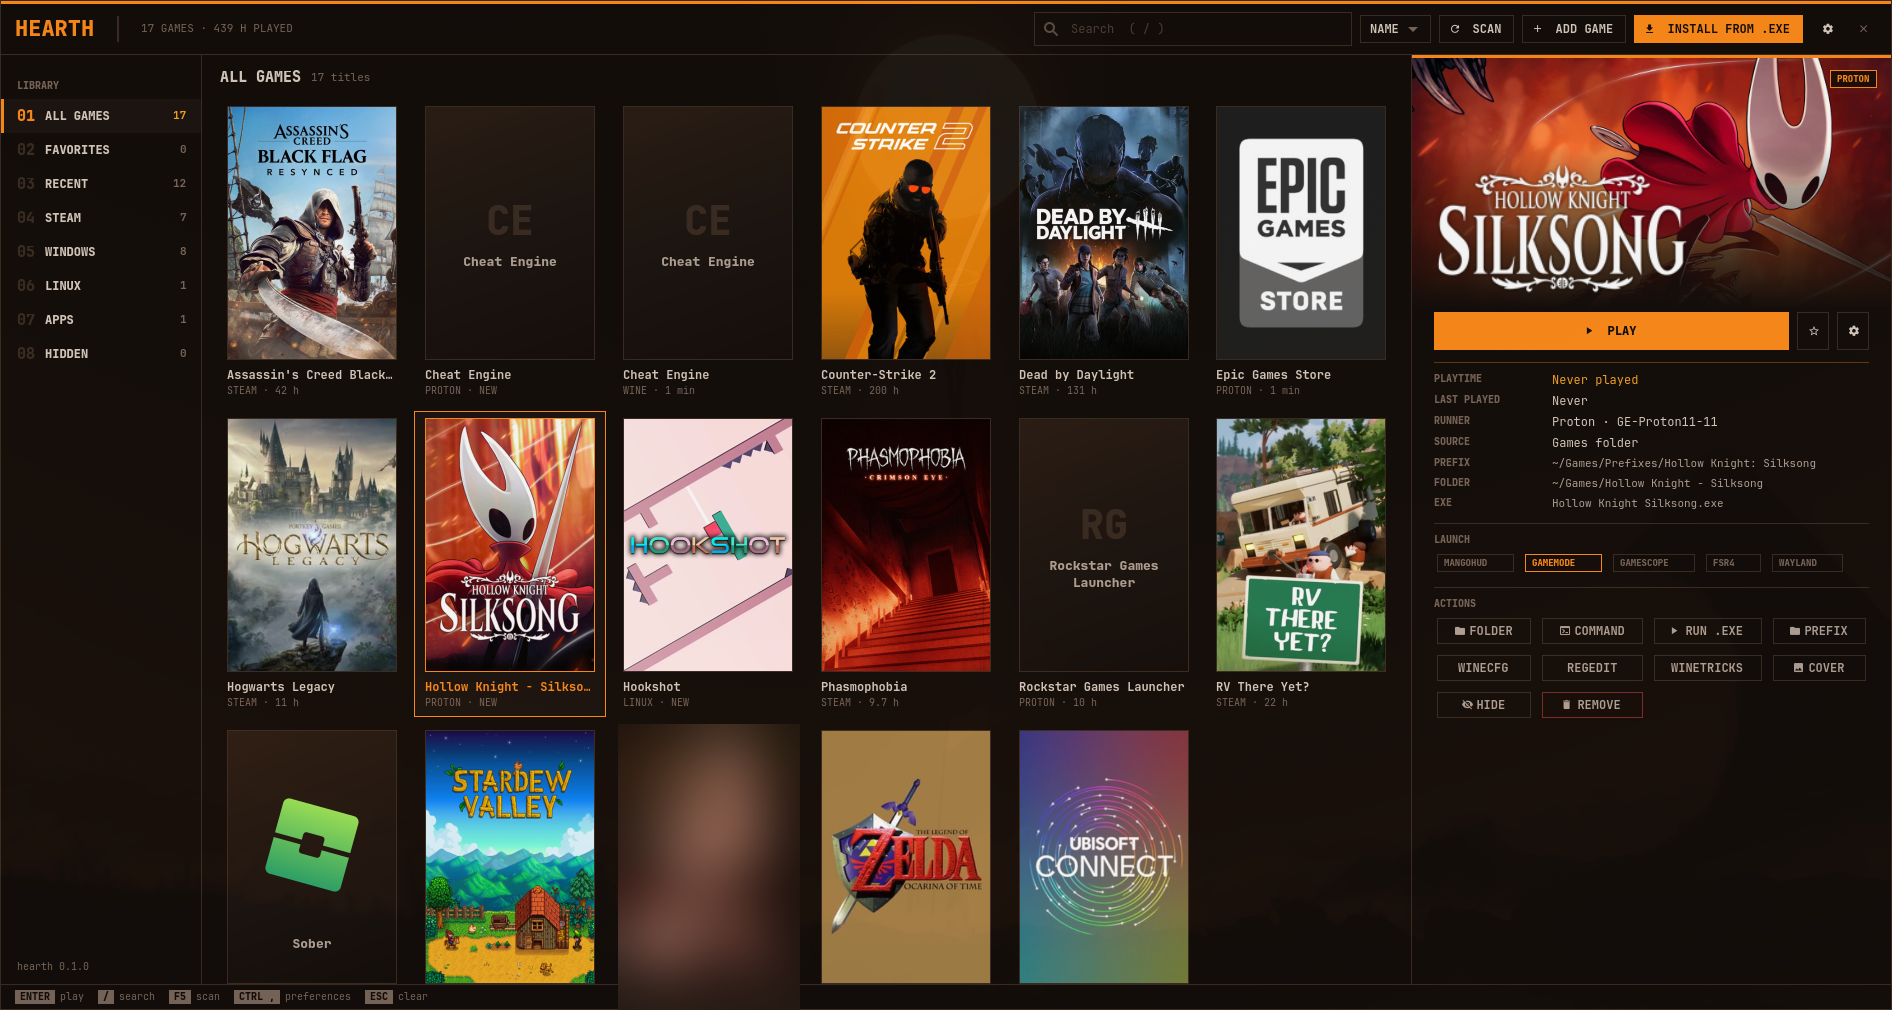 HEARTH
17 GAMES · 439 H PLAYED
Search ( / )
NAME
SCAN
+ ADD GAME
INSTALL FROM .EXE
×
LIBRARY
01 ALL GAMES 17
02 FAVORITES 0
03 RECENT 12
04 STEAM 7
05 WINDOWS 8
06 LINUX 1
07 APPS 1
08 HIDDEN 0
hearth 0.1.0
ALL GAMES 17 titles
ASSASSIN'S
CREED
BLACK FLAG
RESYNCED
Assassin's Creed Black…
STEAM · 42 h
CE
Cheat Engine
Cheat Engine
PROTON · NEW
CE
Cheat Engine
Cheat Engine
WINE · 1 min
COUNTER
STRIKE 2
Counter-Strike 2
STEAM · 200 h
DEAD BY
DAYLIGHT
Dead by Daylight
STEAM · 131 h
EPIC
GAMES
STORE
Epic Games Store
PROTON · 1 min
PORTKEY GAMES
HOGWARTS
LEGACY
Hogwarts Legacy
STEAM · 11 h
HOLLOW KNIGHT
SILKSONG
Hollow Knight - Silkso…
PROTON · NEW
HOOKSHOT
Hookshot
LINUX · NEW
PHASMOPHOBIA
· CRIMSON EYE ·
Phasmophobia
STEAM · 9.7 h
RG
Rockstar Games
Launcher
Rockstar Games Launcher
PROTON · 10 h
RV
THERE
YET?
RV There Yet?
STEAM · 22 h
Sober
STARDEW
VALLEY
THE LEGEND OF
ZELDA
OCARINA OF TIME
UBISOFT
CONNECT
PROTON
HOLLOW KNIGHT
SILKSONG
PLAY
PLAYTIME Never played
LAST PLAYED Never
RUNNER Proton · GE-Proton11-11
SOURCE Games folder
PREFIX ~/Games/Prefixes/Hollow Knight: Silksong
FOLDER ~/Games/Hollow Knight - Silksong
EXE Hollow Knight Silksong.exe
LAUNCH
MANGOHUD GAMEMODE GAMESCOPE FSR4 WAYLAND
ACTIONS
FOLDER COMMAND RUN .EXE PREFIX
WINECFG REGEDIT WINETRICKS COVER
HIDE REMOVE
ENTER play / search F5 scan CTRL , preferences ESC clear